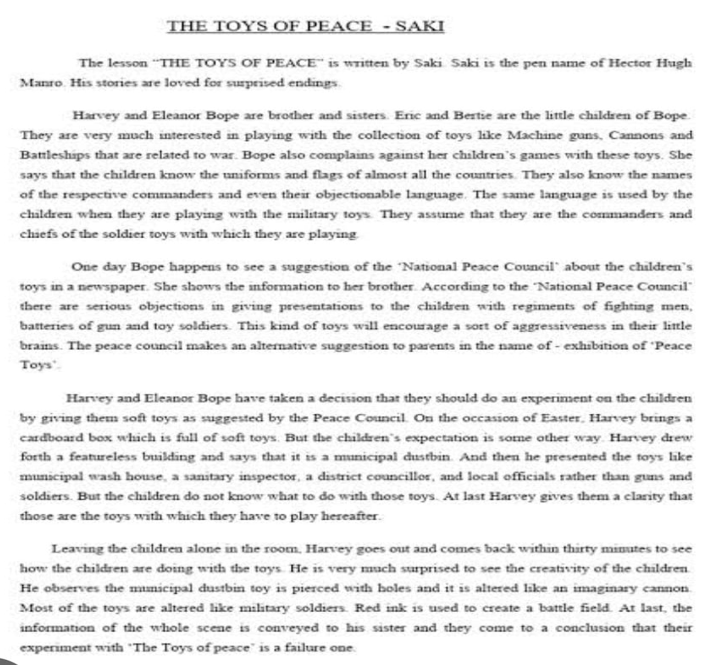 THE TOYS OF PEACE - SAKI
The lesson "THE TOYS OF PEACE" is written by Saki. Saki is the pen name of Hector Hugh
Manro. His stories are loved for surprised endings.
Harvey and Eleanor Bope are brother and sisters. Eric and Bertie are the little children of Bope.
They are very much interested in playing with the collection of toys like Machine guns, Cannons and
Battleships that are related to war. Bope also complains against her children's games with these toys. She
says that the children know the uniforms and flags of almost all the countries. They also know the names
of the respective commanders and even their objectionable language. The same language is used by the
children when they are playing with the military toys. They assume that they are the commanders and
chiefs of the soldier toys with which they are playing.
One day Bope happens to see a suggestion of the 'National Peace Council' about the children's
toys in a newspaper. She shows the information to her brother. According to the 'National Peace Council'
there are serious objections in giving presentations to the children with regiments of fighting men,
batteries of gun and toy soldiers. This kind of toys will encourage a sort of aggressiveness in their little
brains. The peace council makes an alternative suggestion to parents in the name of - exhibition of 'Peace
Toys'.
Harvey and Eleanor Bope have taken a decision that they should do an experiment on the children
by giving them soft toys as suggested by the Peace Council. On the occasion of Easter, Harvey brings a
cardboard box which is full of soft toys. But the children's expectation is some other way. Harvey drew
forth a featureless building and says that it is a municipal dustbin. And then he presented the toys like
municipal wash house, a sanitary inspector, a district councillor, and local officials rather than guns and
soldiers. But the children do not know what to do with those toys. At last Harvey gives them a clarity that
those are the toys with which they have to play hereafter.
Leaving the children alone in the room, Harvey goes out and comes back within thirty minutes to see
how the children are doing with the toys. He is very much surprised to see the creativity of the children.
He observes the municipal dustbin toy is pierced with holes and it is altered like an imaginary cannon.
Most of the toys are altered like military soldiers. Red ink is used to create a battle field. At last, the
information of the whole scene is conveyed to his sister and they come to a conclusion that their
experiment with 'The Toys of peace' is a failure one.